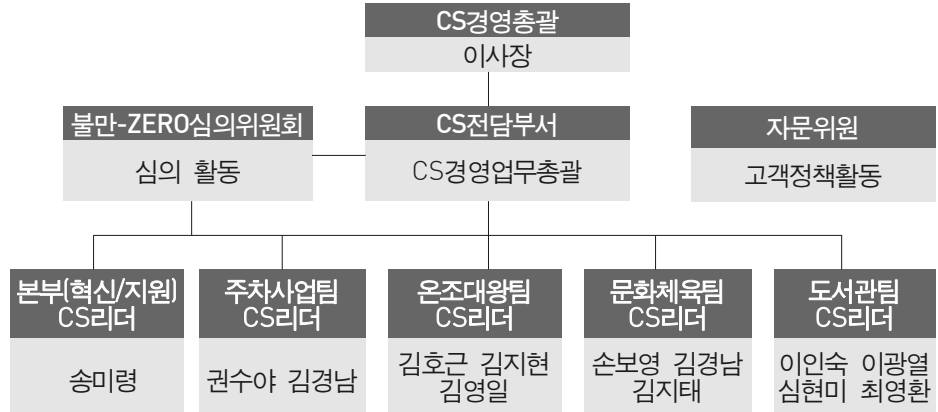 CS경영총괄
이사장
불만-ZERO심의위원회
심의 활동
CS전담부서
CS경영업무총괄
자문위원
고객정책활동
본부(혁신/지원)
CS리더
송미령
주차사업팀
CS리더
권수야 김경남
온조대왕팀
CS리더
김호근 김지현
김영일
문화체육팀
CS리더
손보영 김경남
김지태
도서관팀
CS리더
이인숙 이광열
심현미 최영환